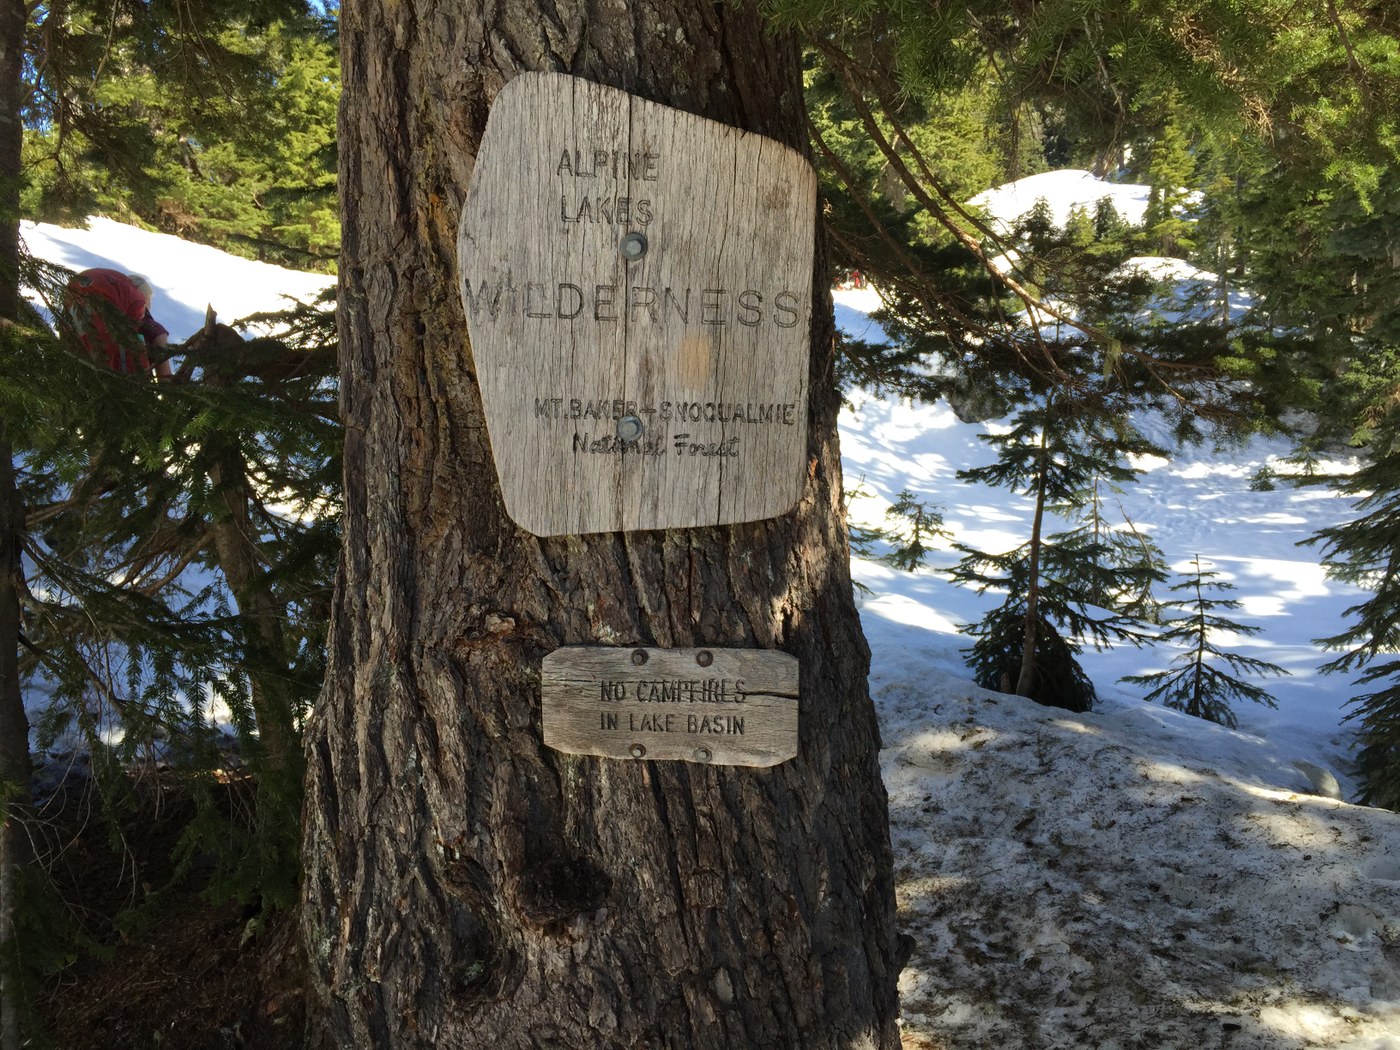 ALPINE
LAKES
WILDERNESS
MT. BAKER-SNOQUALMIE
National Forest
NO CAMPFIRES
IN LAKE BASIN